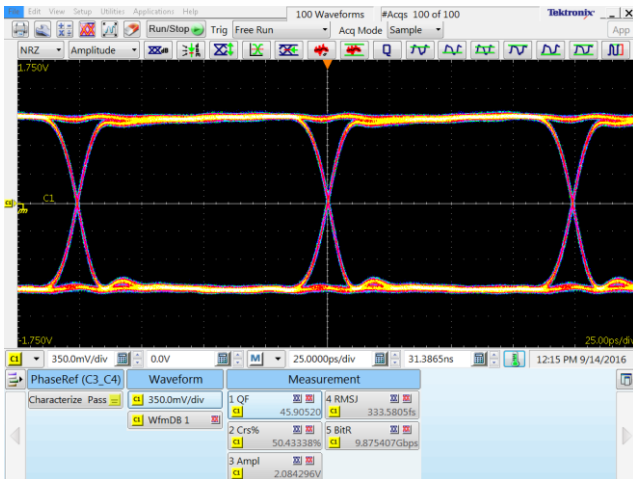 File Edit View Setup Utilities Applications Help
100 Waveforms #Acqs 100 of 100
Tektronix
Run/Stop Trig Free Run Acq Mode Sample App
NRZ Amplitude
1.750V
C1
C1
-1.750V
25.00ps/div
C1 350.0mV/div 0.0V M 25.0000ps/div 31.3865ns 12:15 PM 9/14/2016
PhaseRef (C3_C4) Waveform Measurement
Characterize Pass C1 350.0mV/div 1 QF 4 RMSJ
C1 45.90520 C1 333.5805fs
C1 WfmDB 1 2 Crs% 5 BitR
C1 50.43338% C1 9.875407Gbps
3 Ampl
C1 2.084296V